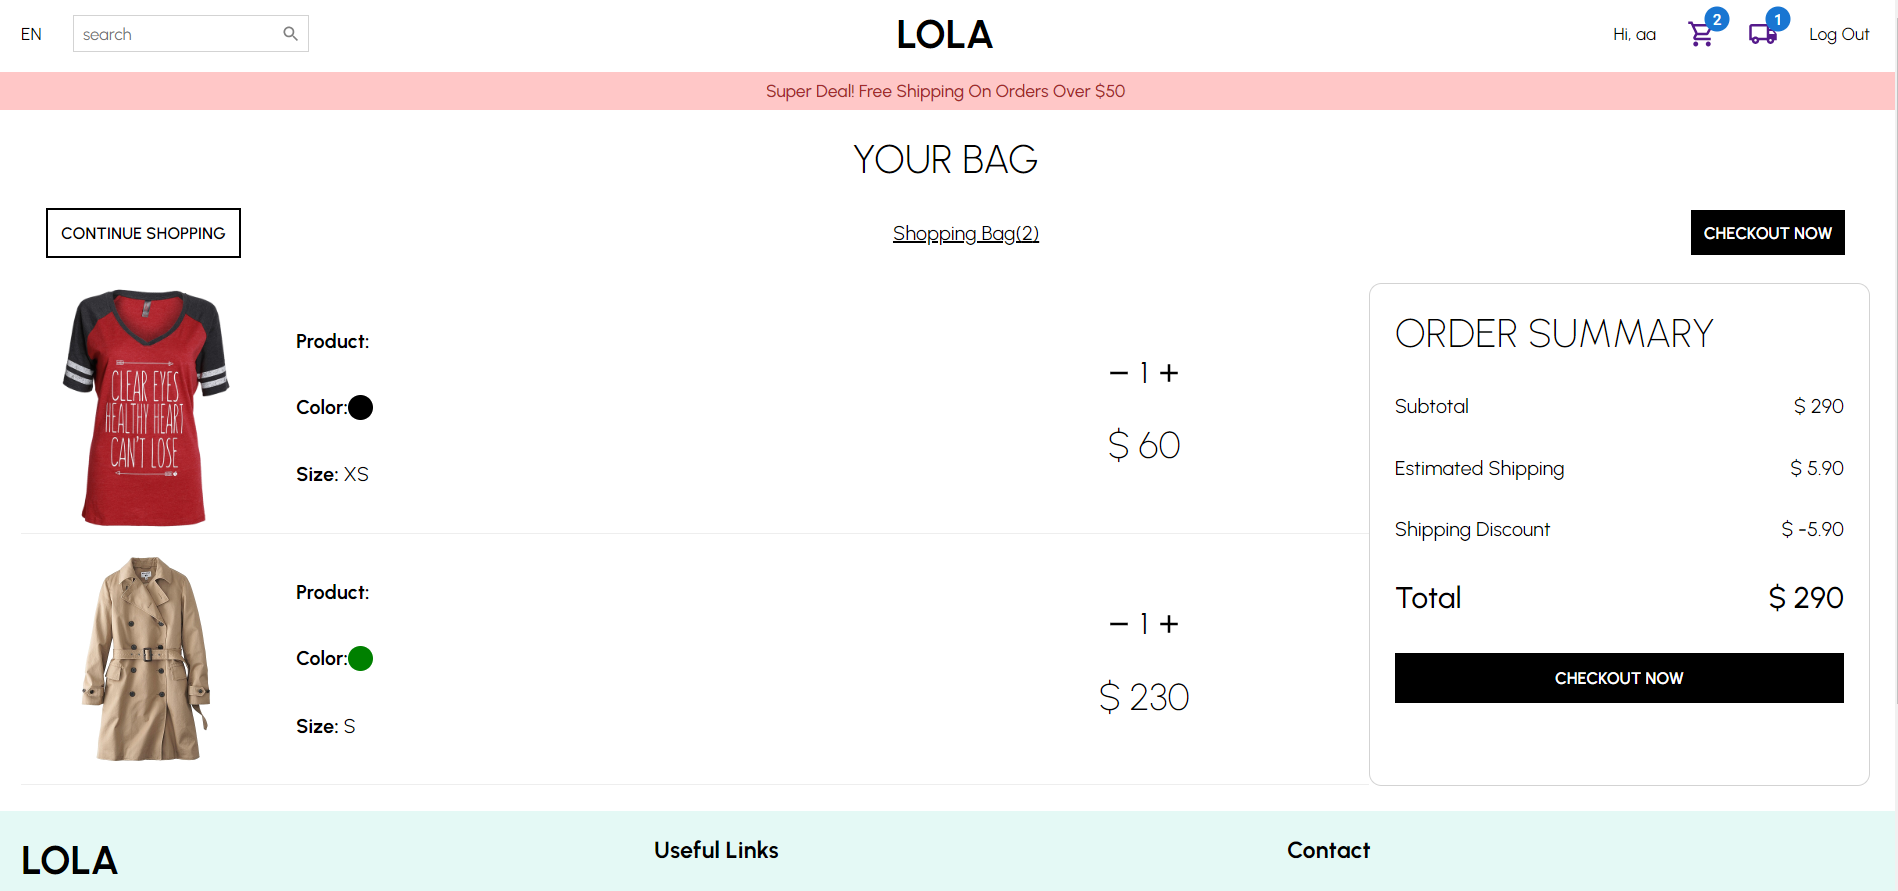 EN
search
LOLA
Hi, aa
2
1
Log Out
Super Deal! Free Shipping On Orders Over $50
YOUR BAG
CONTINUE SHOPPING
Shopping Bag(2)
CHECKOUT NOW
CLEAR EYES
HEALTHY HEART
CAN'T LOSE
Product:
Color:
Size: XS
1
$ 60
Product:
Color:
Size: S
1
$ 230
ORDER SUMMARY
Subtotal $ 290
Estimated Shipping $ 5.90
Shipping Discount $ -5.90
Total $ 290
CHECKOUT NOW
LOLA
Useful Links
Contact